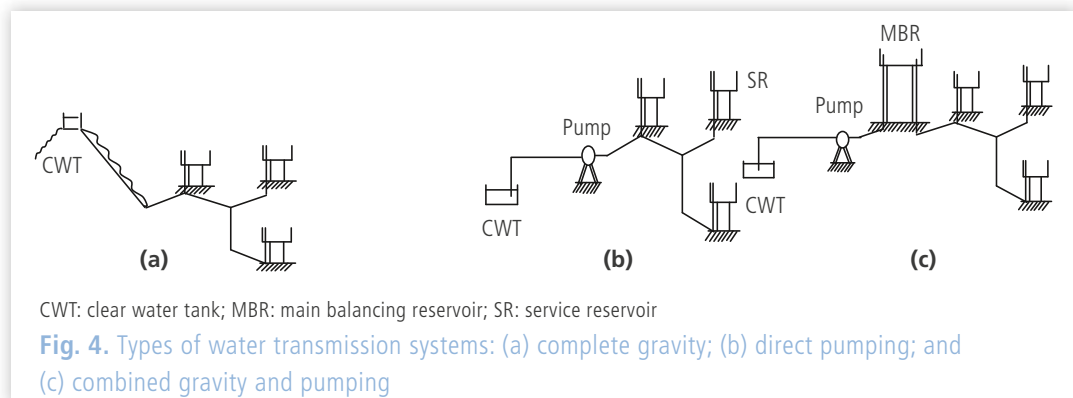 MBR
SR
Pump
Pump
CWT
CWT
CWT
(a)
(b)
(c)
CWT: clear water tank; MBR: main balancing reservoir; SR: service reservoir
Fig. 4. Types of water transmission systems: (a) complete gravity; (b) direct pumping; and
(c) combined gravity and pumping